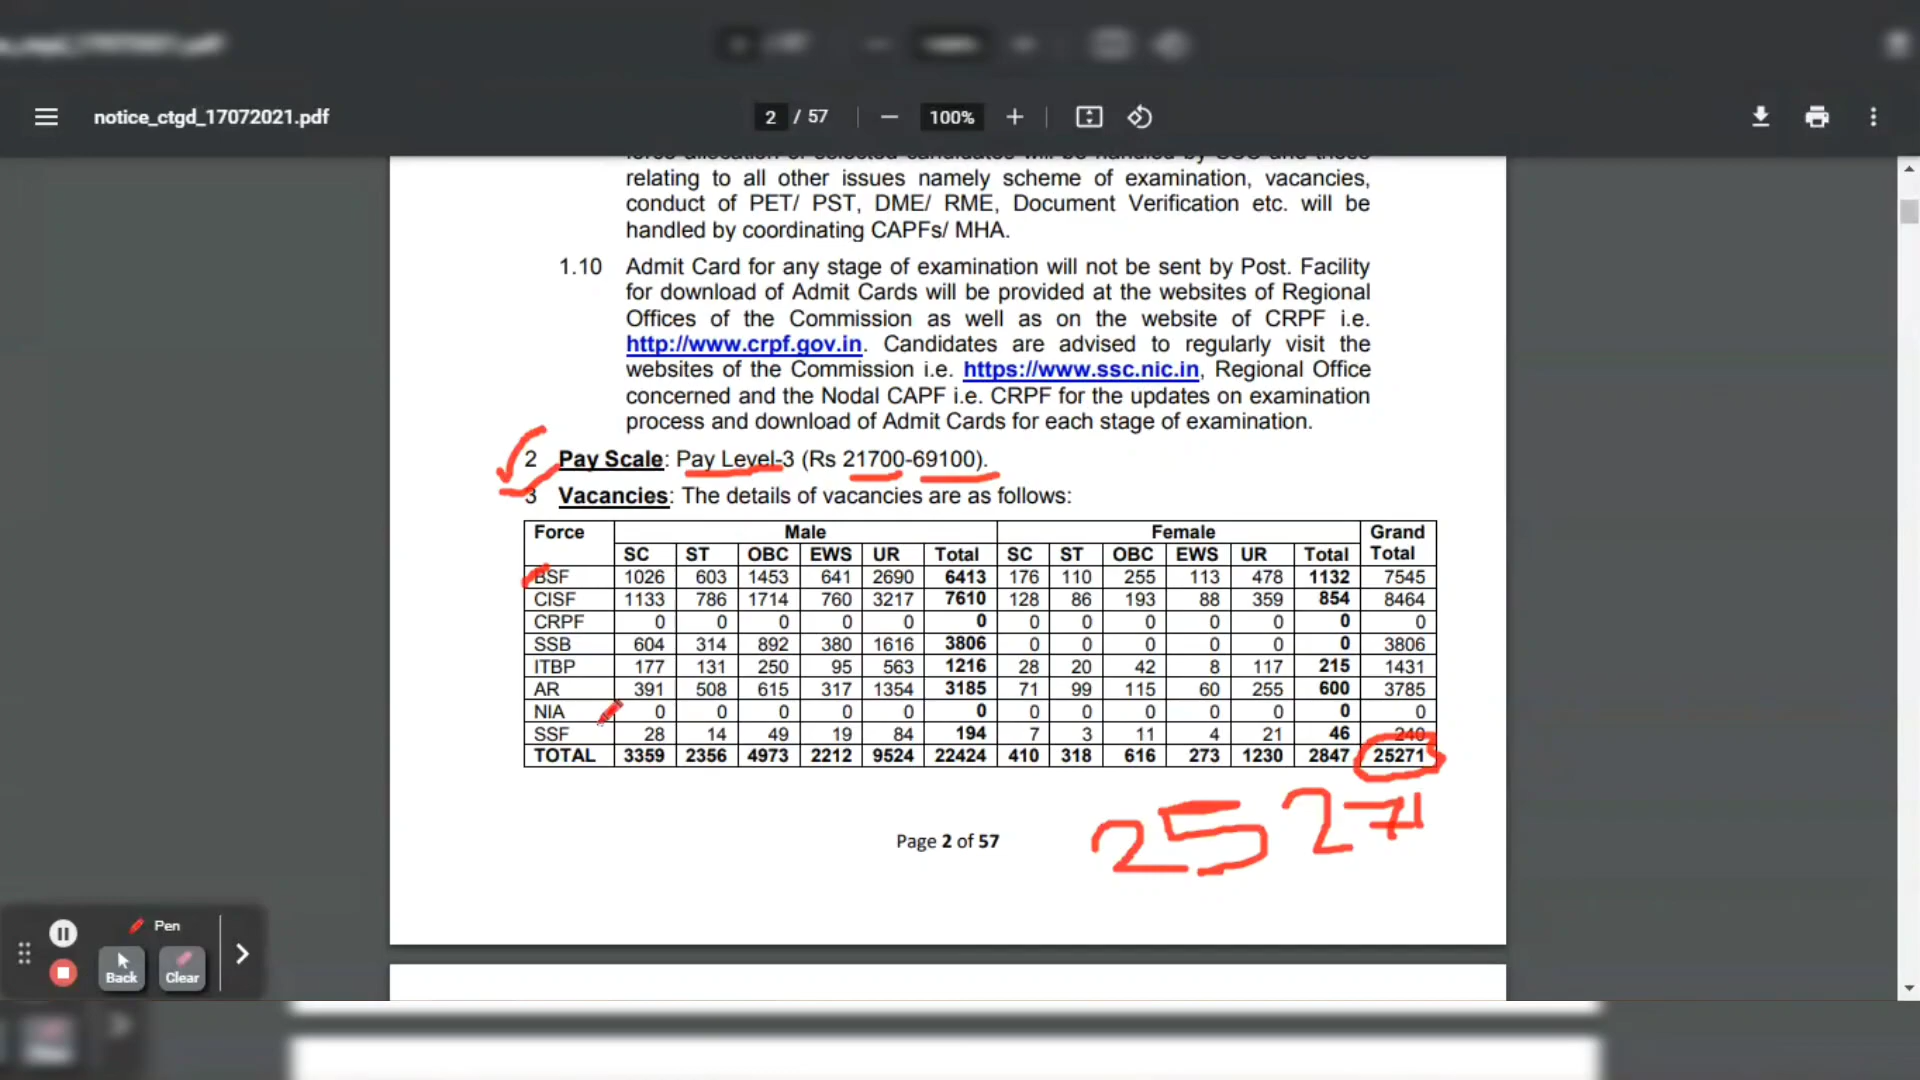 notice_ctgd_17072021.pdf
2 / 57
100%
relating to all other issues namely scheme of examination, vacancies,
conduct of PET/ PST, DME/ RME, Document Verification etc. will be
handled by coordinating CAPFs/ MHA.
1.10 Admit Card for any stage of examination will not be sent by Post. Facility
for download of Admit Cards will be provided at the websites of Regional
Offices of the Commission as well as on the website of CRPF i.e.
http://www.crpf.gov.in. Candidates are advised to regularly visit the
websites of the Commission i.e. https://www.ssc.nic.in, Regional Office
concerned and the Nodal CAPF i.e. CRPF for the updates on examination
process and download of Admit Cards for each stage of examination.
2 Pay Scale: Pay Level-3 (Rs 21700-69100).
3 Vacancies: The details of vacancies are as follows:
Force Male Female Grand Total
SC ST OBC EWS UR Total SC ST OBC EWS UR Total
BSF 1026 603 1453 641 2690 6413 176 110 255 113 478 1132 7545
CISF 1133 786 1714 760 3217 7610 128 86 193 88 359 854 8464
CRPF 0 0 0 0 0 0 0 0 0 0 0 0 0
SSB 604 314 892 380 1616 3806 0 0 0 0 0 0 3806
ITBP 177 131 250 95 563 1216 28 20 42 8 117 215 1431
AR 391 508 615 317 1354 3185 71 99 115 60 255 600 3785
NIA 0 0 0 0 0 0 0 0 0 0 0 0 0
SSF 28 14 49 19 84 194 7 3 11 4 21 46 240
TOTAL 3359 2356 4973 2212 9524 22424 410 318 616 273 1230 2847 25271
25271
Page 2 of 57
Pen
Back Clear